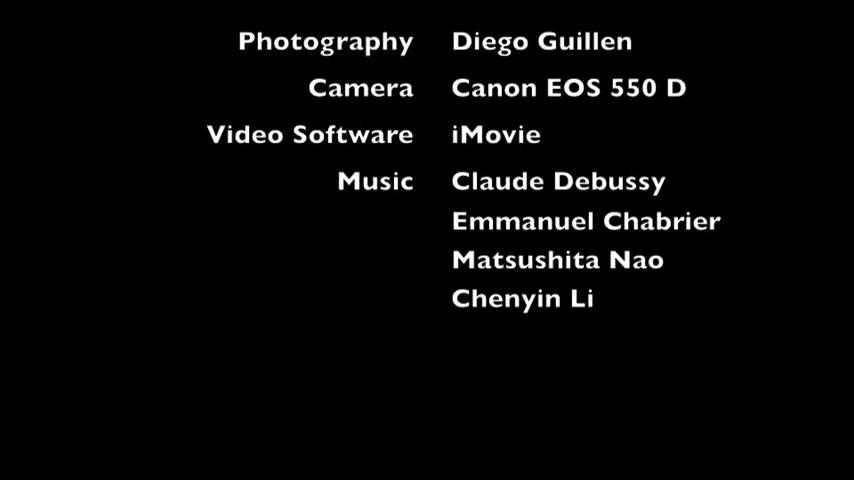 Photography Diego Guillen
Camera Canon EOS 550 D
Video Software iMovie
Music Claude Debussy
Emmanuel Chabrier
Matsushita Nao
Chenyin Li